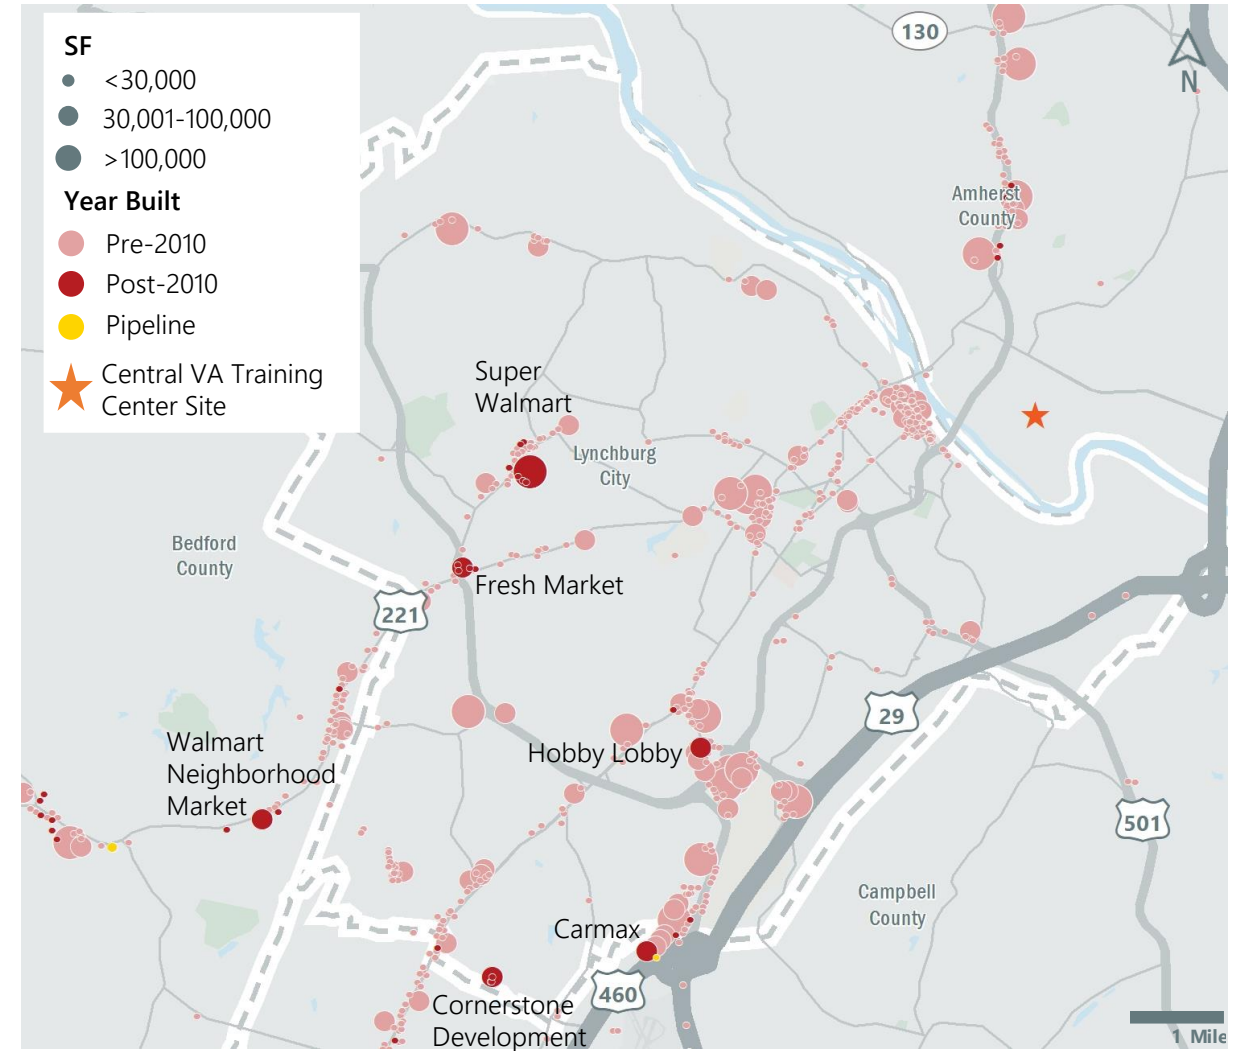 SF
<30,000
30,001-100,000
>100,000
Year Built
Pre-2010
Post-2010
Pipeline
Central VA Training
Center Site
130
N
Amherst
County
Super
Walmart
Lynchburg
City
Bedford
County
Fresh Market
221
29
Walmart
Neighborhood
Market
Hobby Lobby
501
Campbell
County
Carmax
460
Cornerstone
Development
1 Mile